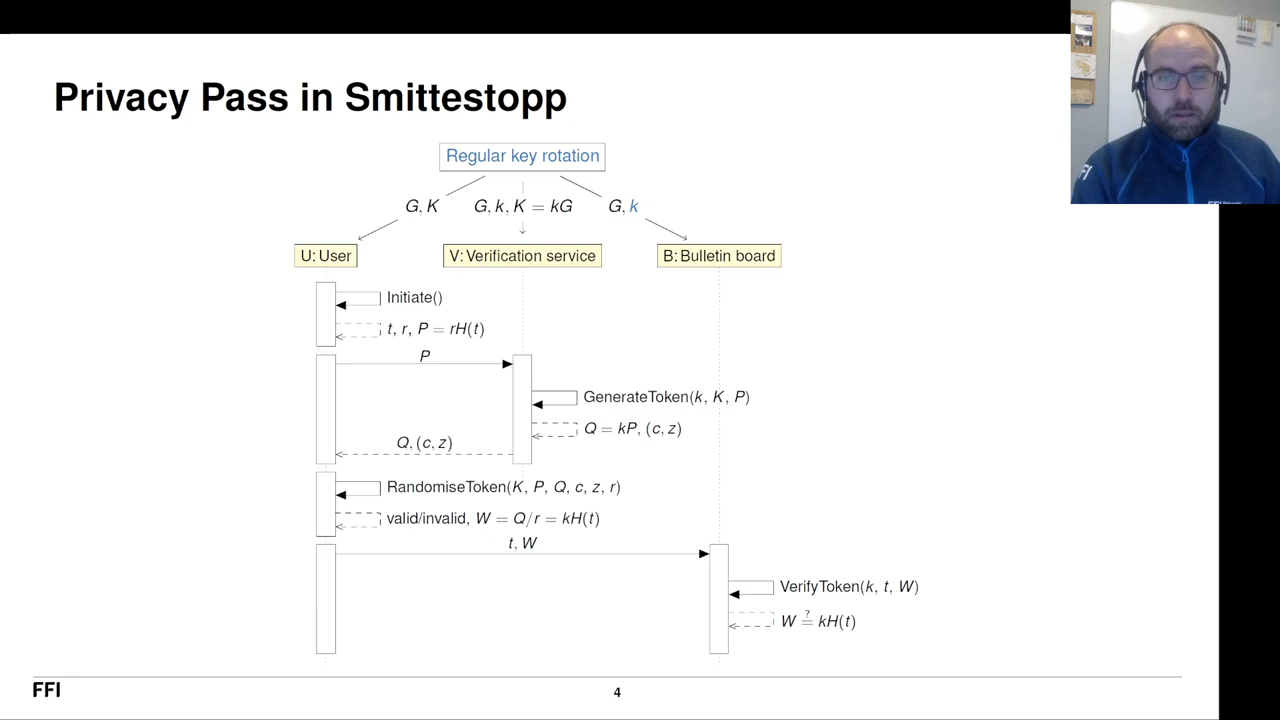 Privacy Pass in Smittestopp
Regular key rotation
G, K
G, k, K = kG
G, k
U: User
V: Verification service
B: Bulletin board
Initiate()
t, r, P = rH(t)
P
GenerateToken(k, K, P)
Q = kP, (c, z)
Q, (c, z)
RandomiseToken(K, P, Q, c, z, r)
valid/invalid, W = Q/r = kH(t)
t, W
VerifyToken(k, t, W)
W ?= kH(t)
FFI
4
FFI